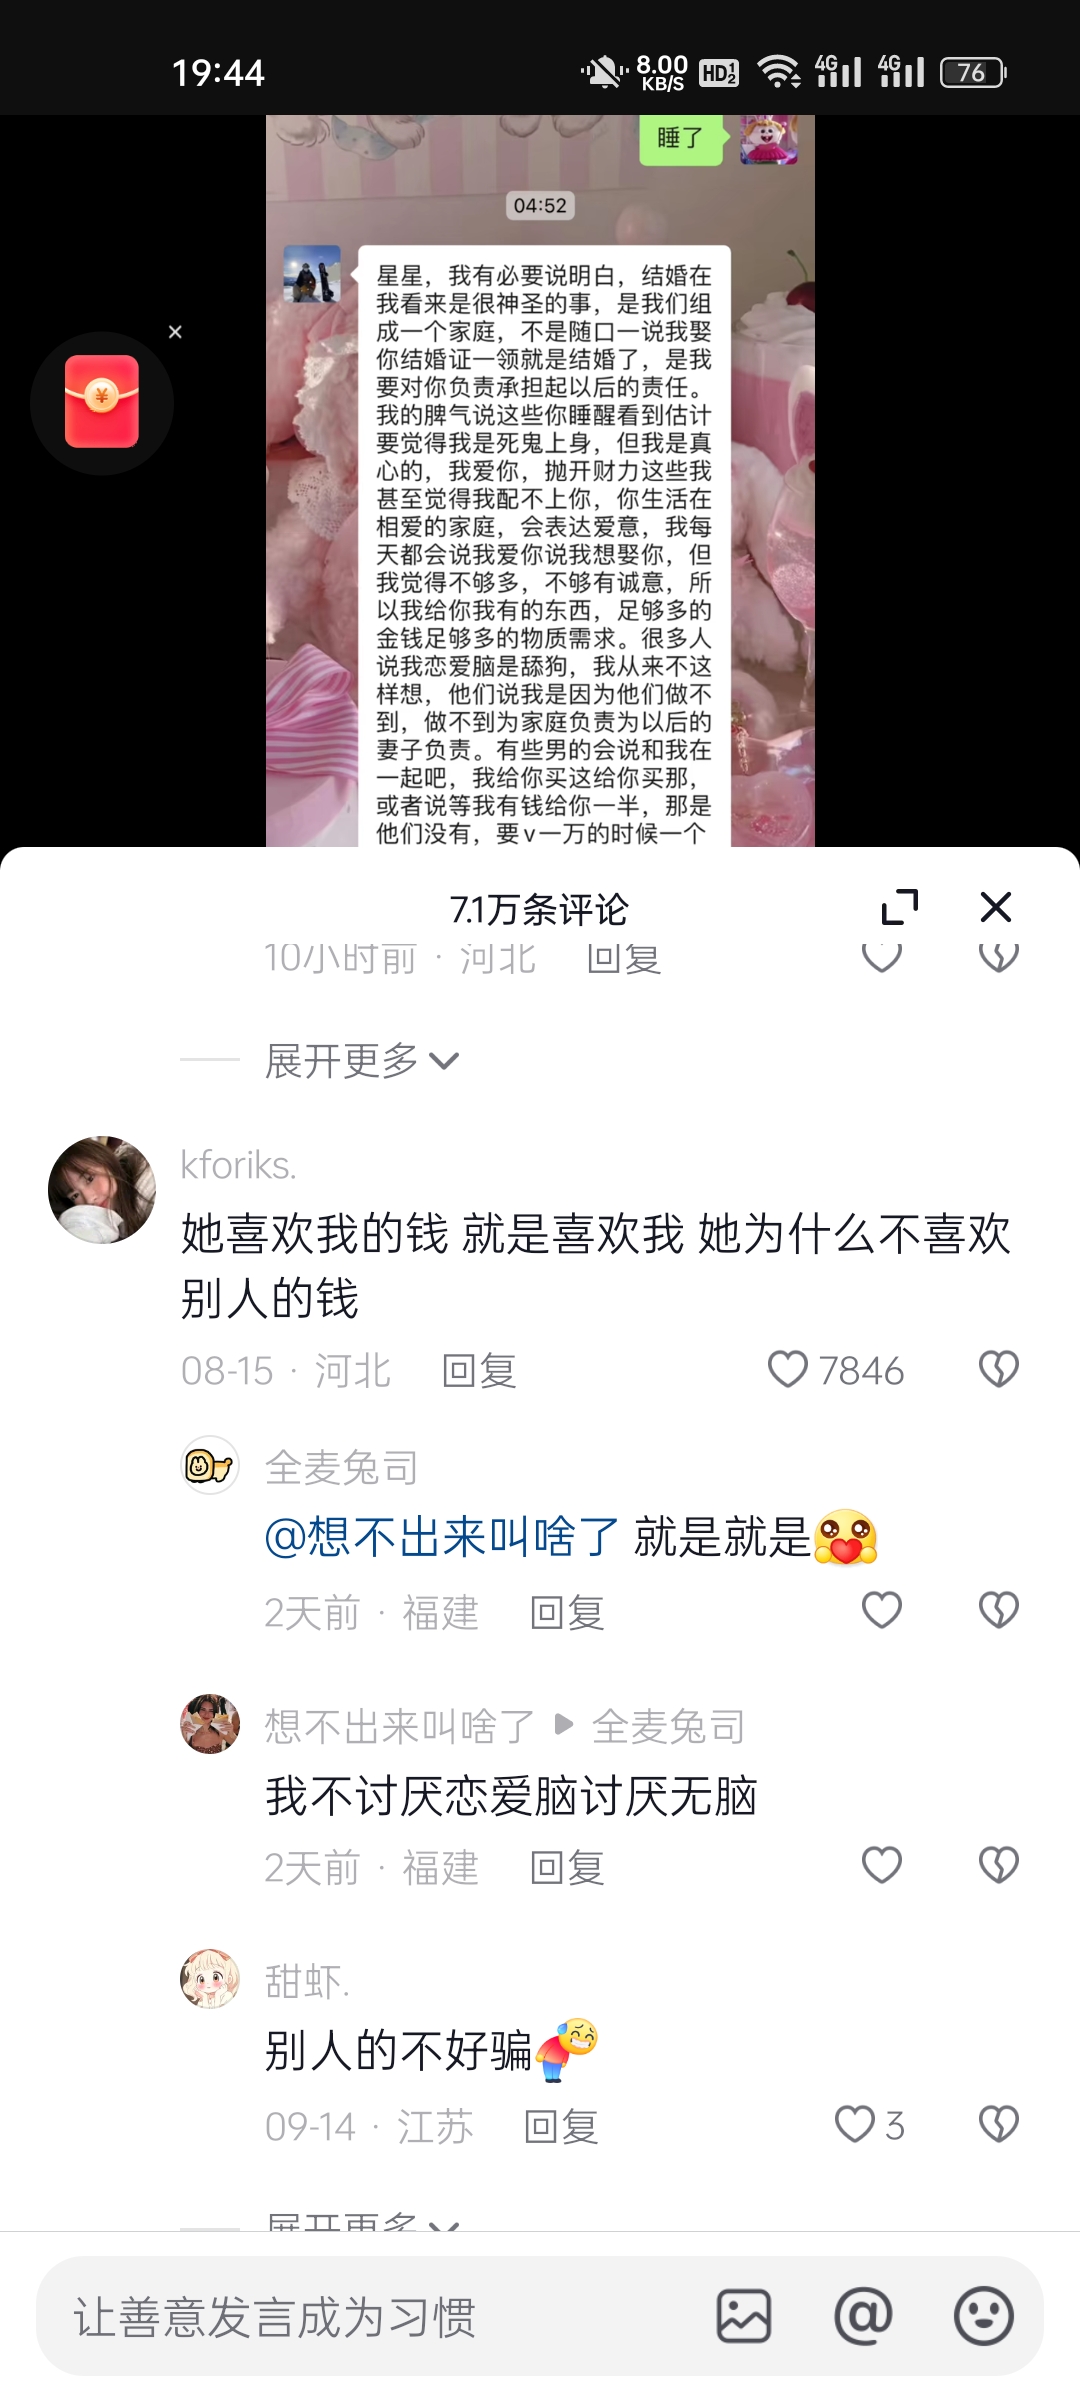 19:44
8.00
KB/S
HD 1 2
4G
4G
76
睡了
04:52
星星，我有必要说明白，结婚在
我看来是很神圣的事，是我们组
成一个家庭，不是随口一说我娶
你结婚证一领就是结婚了，是我
要对你负责承担起以后的责任。
我的脾气说这些你睡醒看到估计
要觉得我是死鬼上身，但我是真
心的，我爱你，抛开财力这些我
甚至觉得我配不上你，你生活在
相爱的家庭，会表达爱意，我每
天都会说我爱你说我想娶你，但
我觉得不够多，不够有诚意，所
以我给你我有的东西，足够多的
金钱足够多的物质需求。很多人
说我恋爱脑是舔狗，我从来不这
样想，他们说我是因为他们做不
到，做不到为家庭负责为以后的
妻子负责。有些男的会说和我在
一起吧，我给你买这给你买那，
或者说等我有钱给你一半，那是
他们没有，要v一万的时候一个
¥
7.1万条评论
10小时前 · 河北 回复
展开更多
kforiks.
她喜欢我的钱 就是喜欢我 她为什么不喜欢
别人的钱
08-15 · 河北 回复 7846
全麦兔司
@想不出来叫啥了 就是就是
2天前 · 福建 回复
想不出来叫啥了 全麦兔司
我不讨厌恋爱脑讨厌无脑
2天前 · 福建 回复
甜虾.
别人的不好骗
09-14 · 江苏 回复 3
展开更多
让善意发言成为习惯